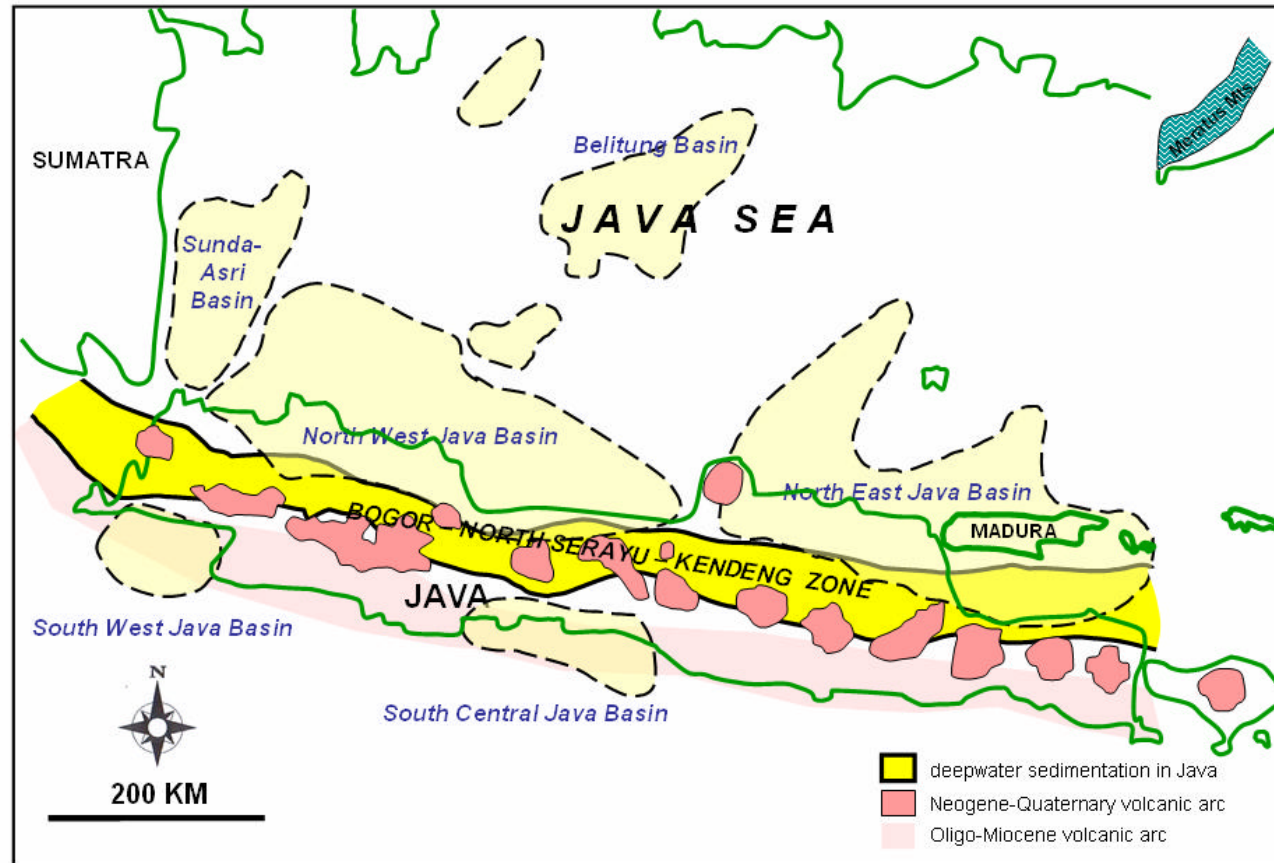 SUMATRA
Meratus Mts
Belitung Basin
JAVA SEA
Sunda-
Asri
Basin
North West Java Basin
North East Java Basin
MADURA
BOGOR - NORTH SERAYU - KENDENG ZONE
JAVA
South West Java Basin
South Central Java Basin
N
200 KM
deepwater sedimentation in Java
Neogene-Quaternary volcanic arc
Oligo-Miocene volcanic arc